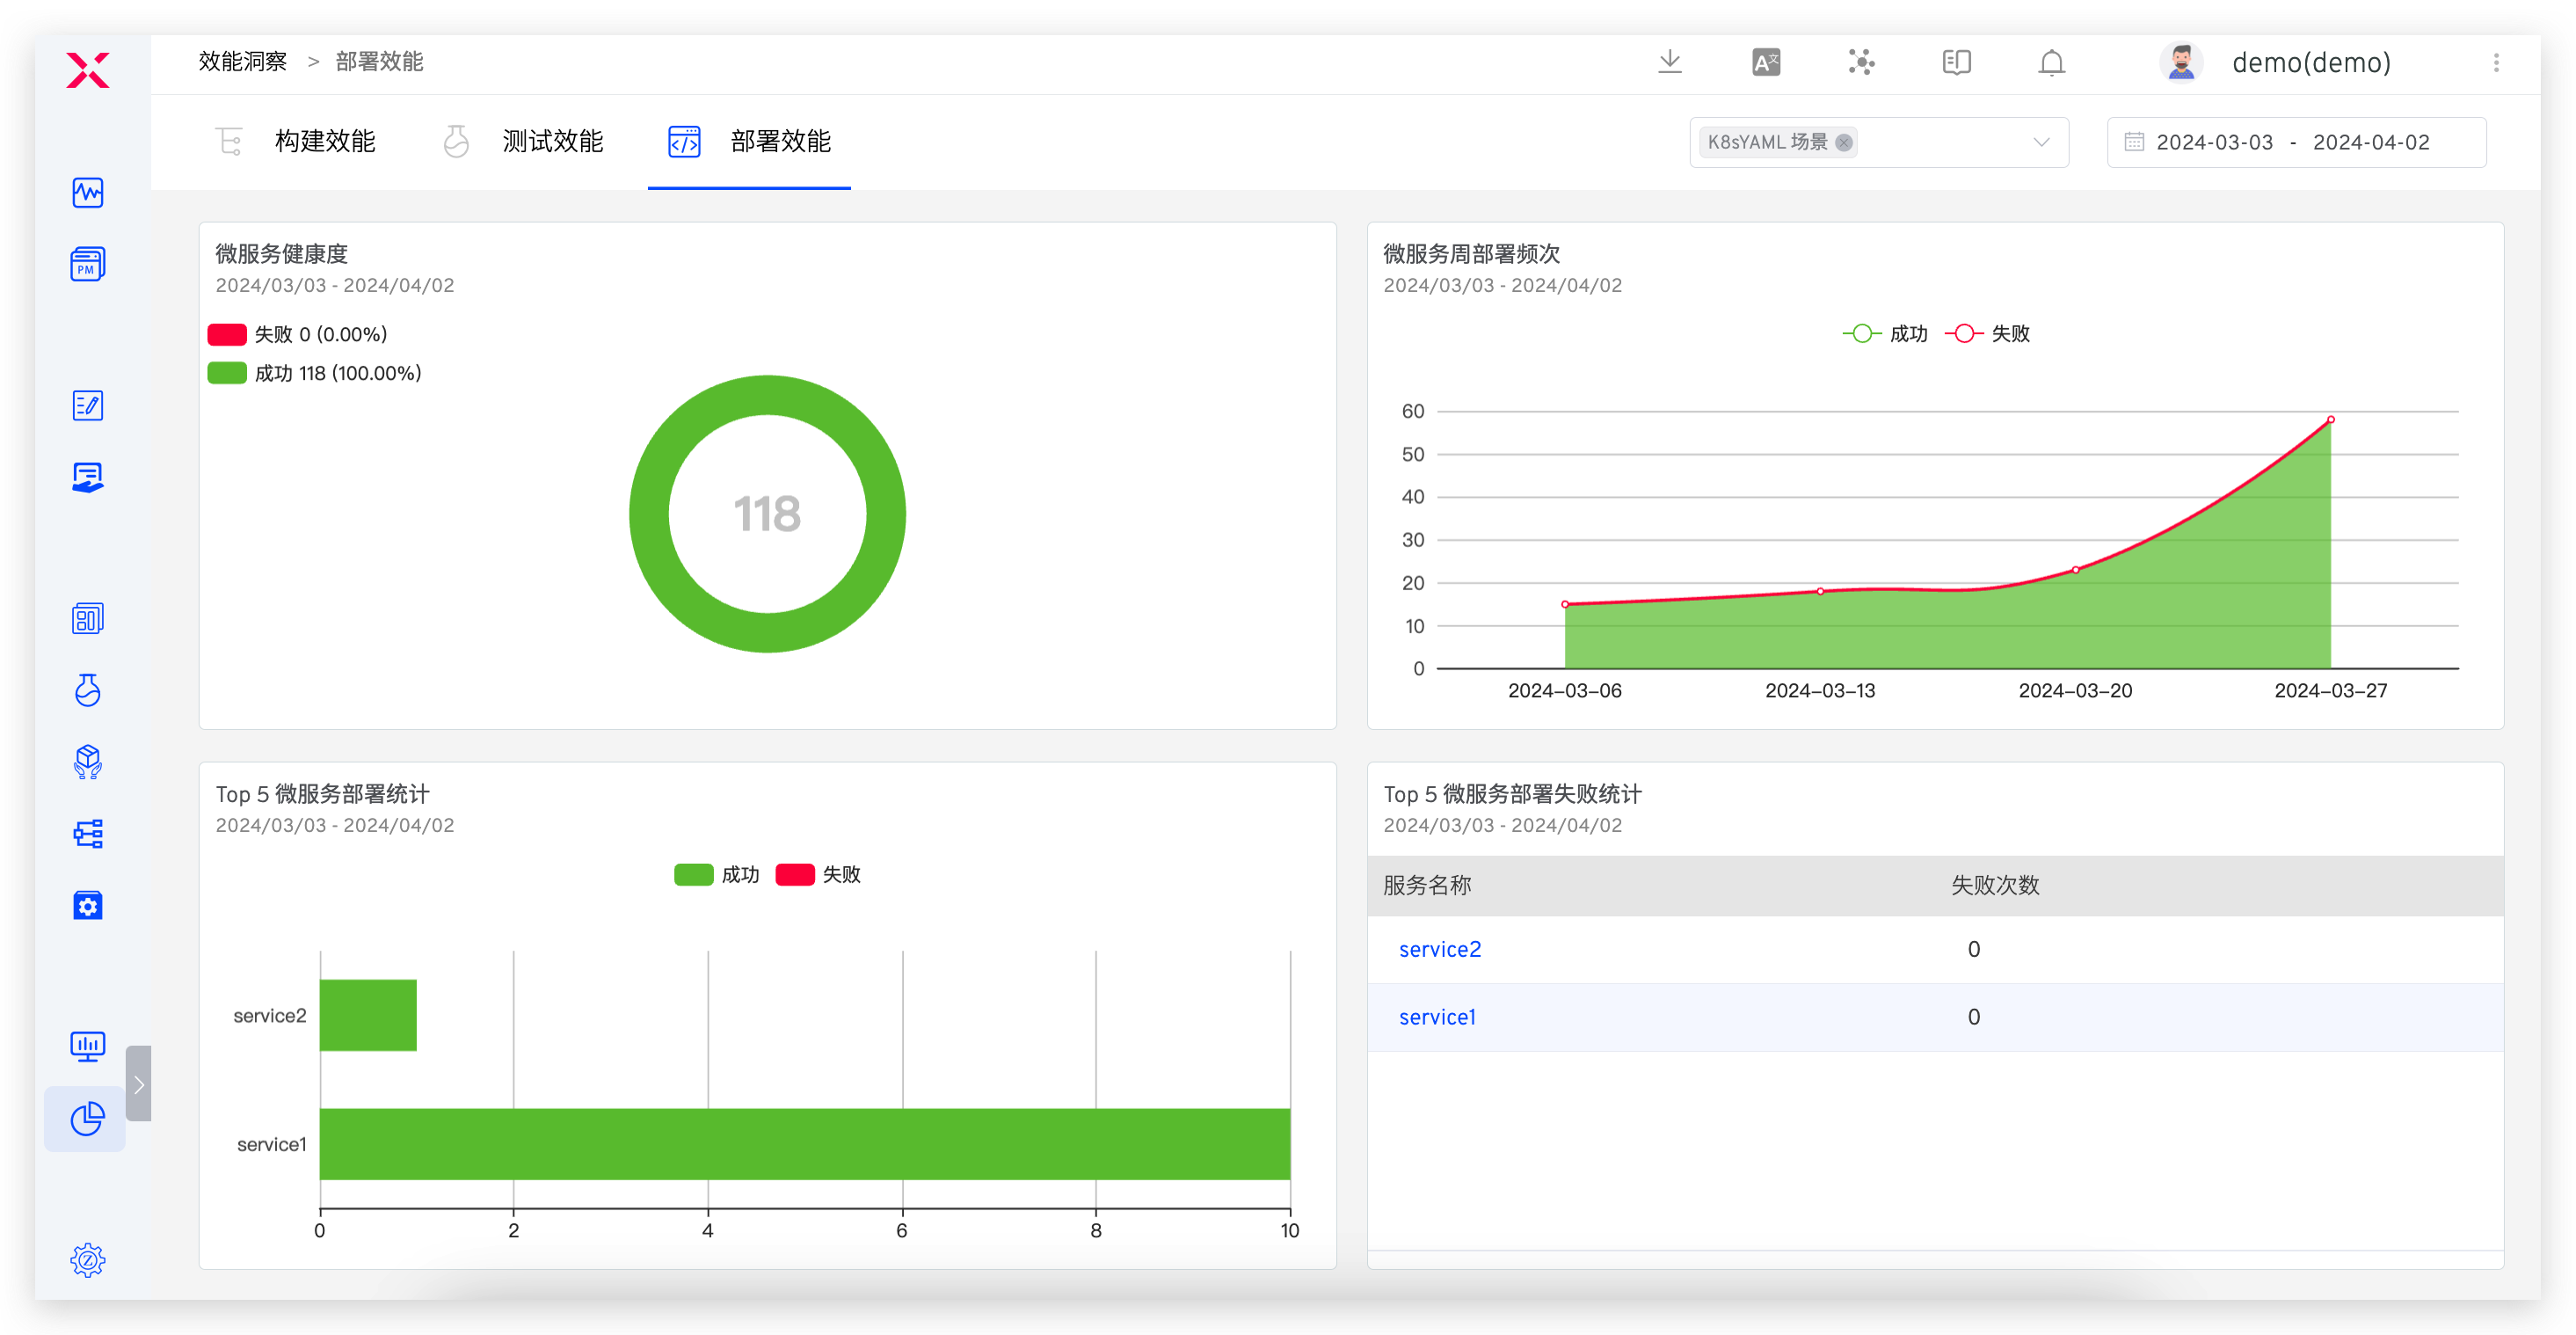 效能洞察 > 部署效能
demo(demo)
构建效能 测试效能 部署效能
K8sYAML 场景
2024-03-03 - 2024-04-02
PM
微服务健康度
2024/03/03 - 2024/04/02
失败 0 (0.00%)
成功 118 (100.00%)
118
微服务周部署频次
2024/03/03 - 2024/04/02
成功 失败
60
50
40
30
20
10
0
2024-03-06 2024-03-13 2024-03-20 2024-03-27
Top 5 微服务部署统计
2024/03/03 - 2024/04/02
成功 失败
service2
service1
0 2 4 6 8 10
Top 5 微服务部署失败统计
2024/03/03 - 2024/04/02
服务名称 失败次数
service2 0
service1 0
Z